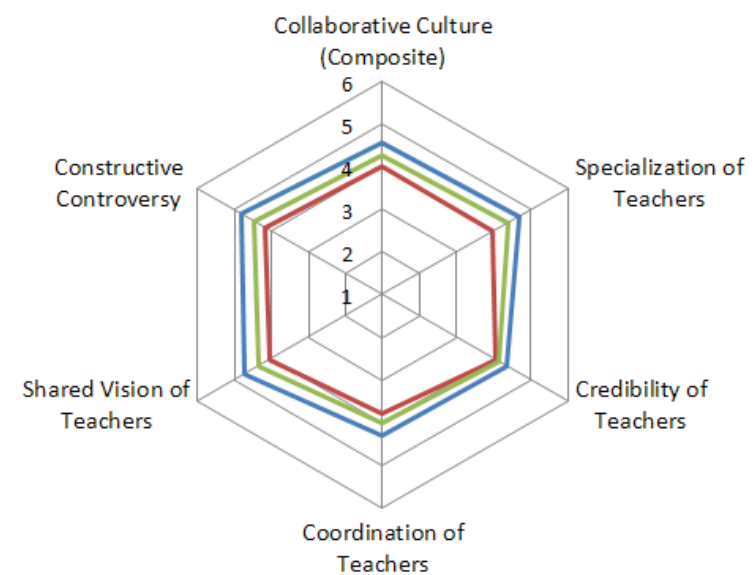 Collaborative Culture
(Composite)
6
5
4
3
2
1
Specialization of
Teachers
Credibility of
Teachers
Coordination of
Teachers
Shared Vision of
Teachers
Constructive
Controversy